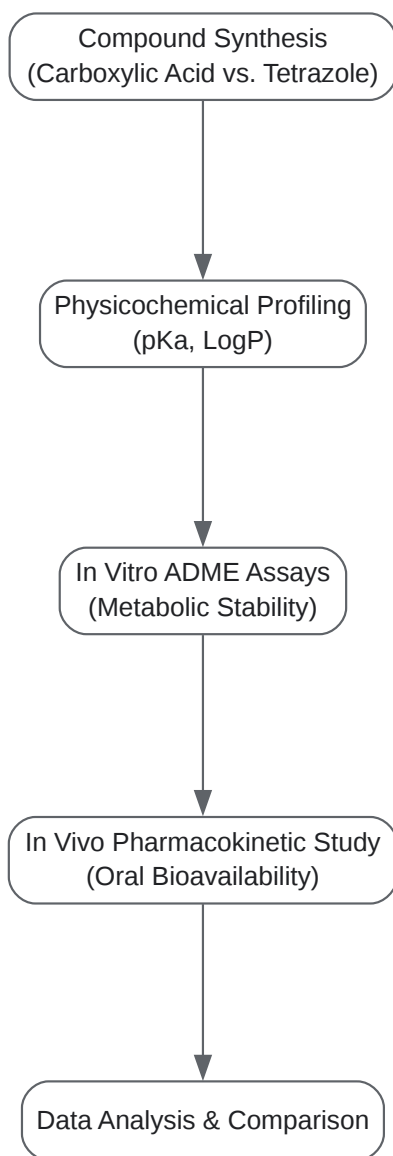 Compound Synthesis
(Carboxylic Acid vs. Tetrazole)
Physicochemical Profiling
(pKa, LogP)
In Vitro ADME Assays
(Metabolic Stability)
In Vivo Pharmacokinetic Study
(Oral Bioavailability)
Data Analysis & Comparison